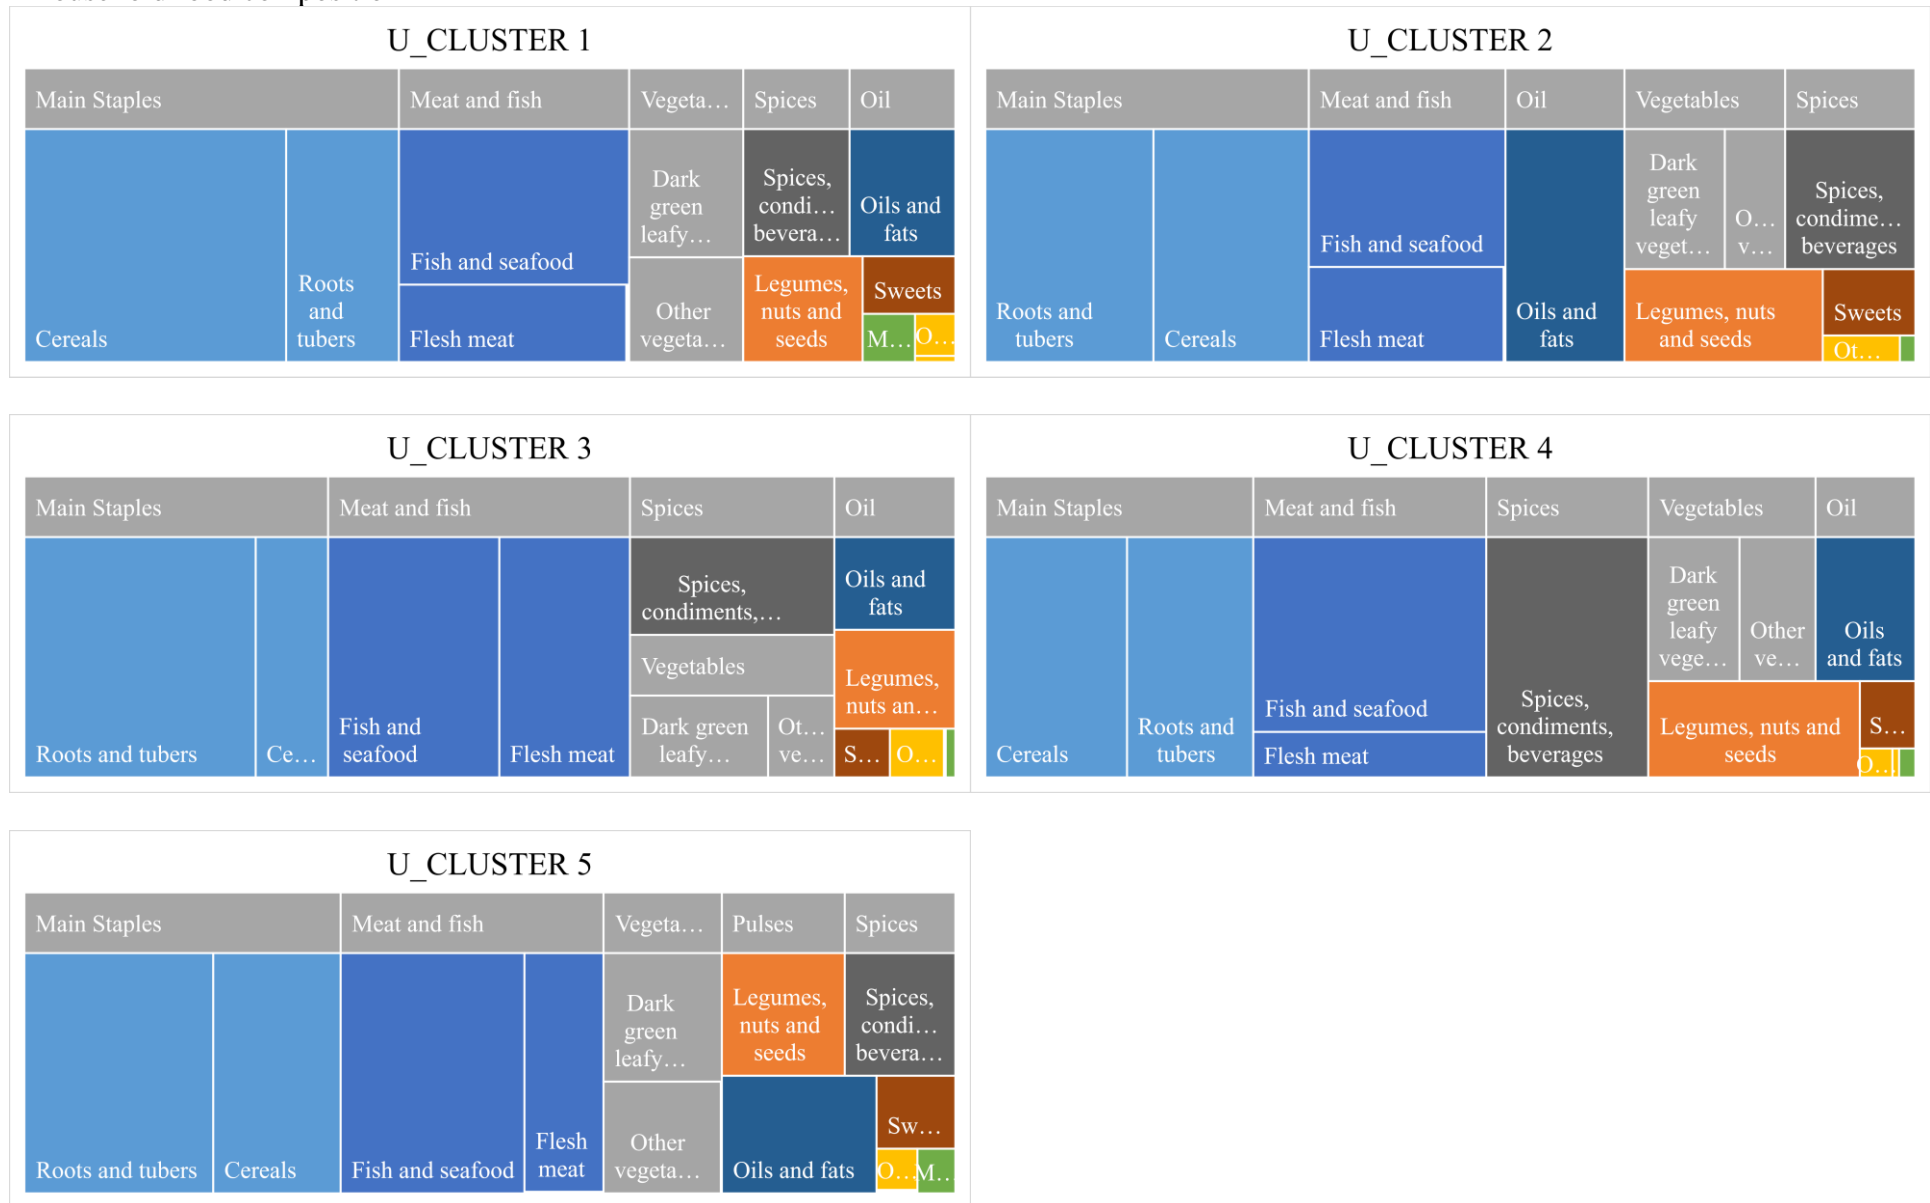 U_CLUSTER 1
Main Staples
Meat and fish
Vegeta…
Spices
Oil
Cereals
Roots
and
tubers
Fish and seafood
Flesh meat
Dark
green
leafy…
Other
vegeta…
Spices,
condi…
bevera…
Oils and
fats
Legumes,
nuts and
seeds
Sweets
M…
O…
U_CLUSTER 2
Main Staples
Meat and fish
Oil
Vegetables
Spices
Roots and
tubers
Cereals
Fish and seafood
Flesh meat
Oils and
fats
Dark
green
leafy
veget…
O…
v…
Spices,
condime…
beverages
Legumes, nuts
and seeds
Sweets
Ot…
U_CLUSTER 3
Main Staples
Meat and fish
Spices
Oil
Roots and tubers
Ce…
Fish and
seafood
Flesh meat
Spices,
condiments,…
Vegetables
Dark green
leafy…
Ot…
ve…
Oils and
fats
Legumes,
nuts an…
S…
O…
U_CLUSTER 4
Main Staples
Meat and fish
Spices
Vegetables
Oil
Cereals
Roots and
tubers
Fish and seafood
Flesh meat
Spices,
condiments,
beverages
Dark
green
leafy
vege…
Other
ve…
Oils
and fats
Legumes, nuts and
seeds
S…
O…
U_CLUSTER 5
Main Staples
Meat and fish
Vegeta…
Pulses
Spices
Roots and tubers
Cereals
Fish and seafood
Flesh
meat
Dark
green
leafy…
Other
vegeta…
Legumes,
nuts and
seeds
Spices,
condi…
bevera…
Oils and fats
Sw…
O…
M…